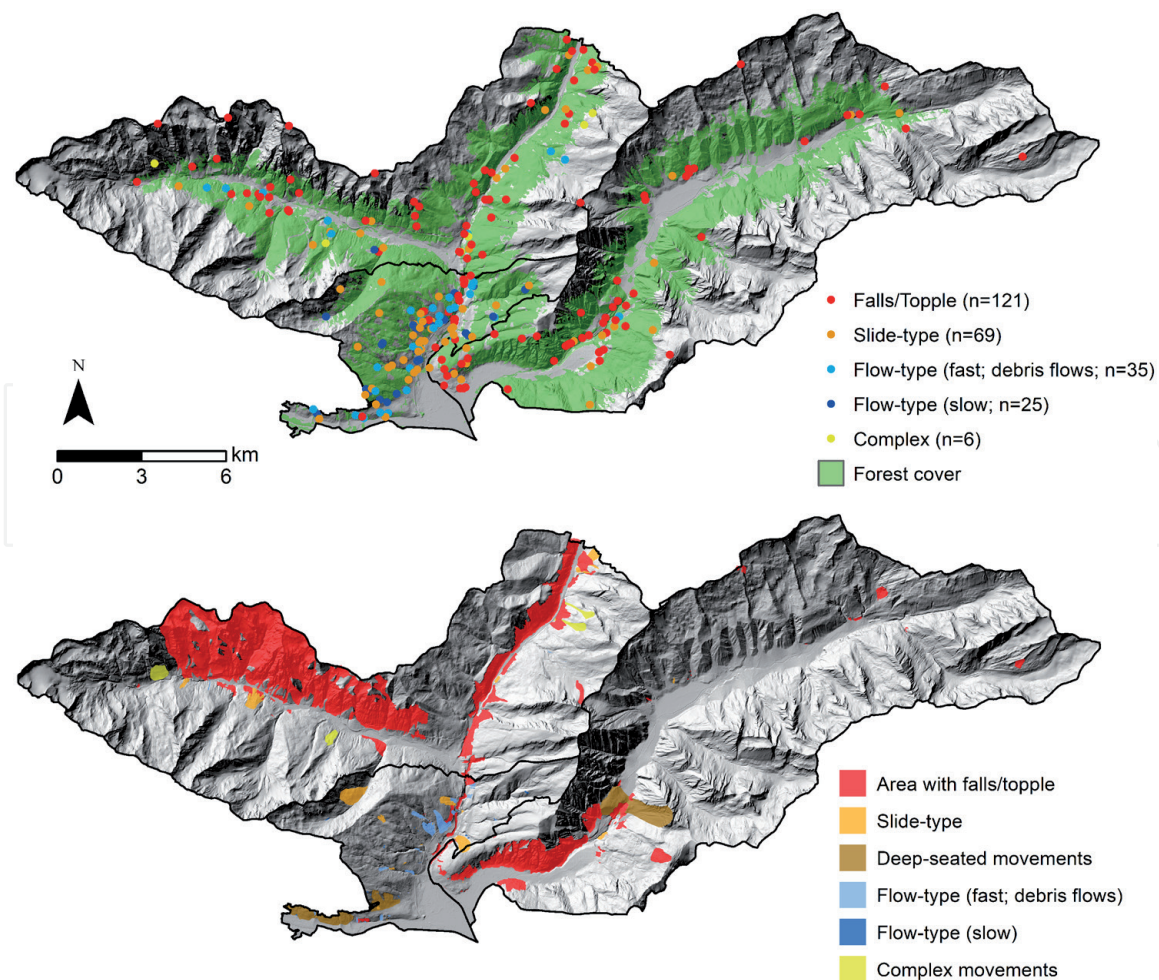 Falls/Topple (n=121)
Slide-type (n=69)
Flow-type (fast; debris flows; n=35)
Flow-type (slow; n=25)
Complex (n=6)
Forest cover
N
km
0 3 6
Area with falls/topple
Slide-type
Deep-seated movements
Flow-type (fast; debris flows)
Flow-type (slow)
Complex movements